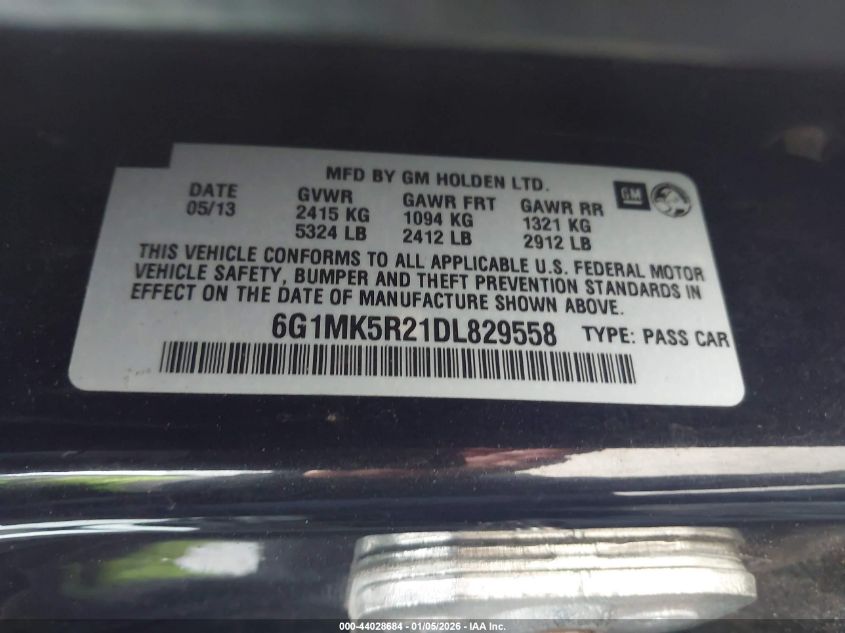 MFD BY GM HOLDEN LTD.
GM
DATE GVWR GAWR FRT GAWR RR
05/13 2415 KG 1094 KG 1321 KG
5324 LB 2412 LB 2912 LB
THIS VEHICLE CONFORMS TO ALL APPLICABLE U.S. FEDERAL MOTOR
VEHICLE SAFETY, BUMPER AND THEFT PREVENTION STANDARDS IN
EFFECT ON THE DATE OF MANUFACTURE SHOWN ABOVE.
6G1MK5R21DL829558 TYPE: PASS CAR
000-44028684 - 01/05/2026 - IAA Inc.